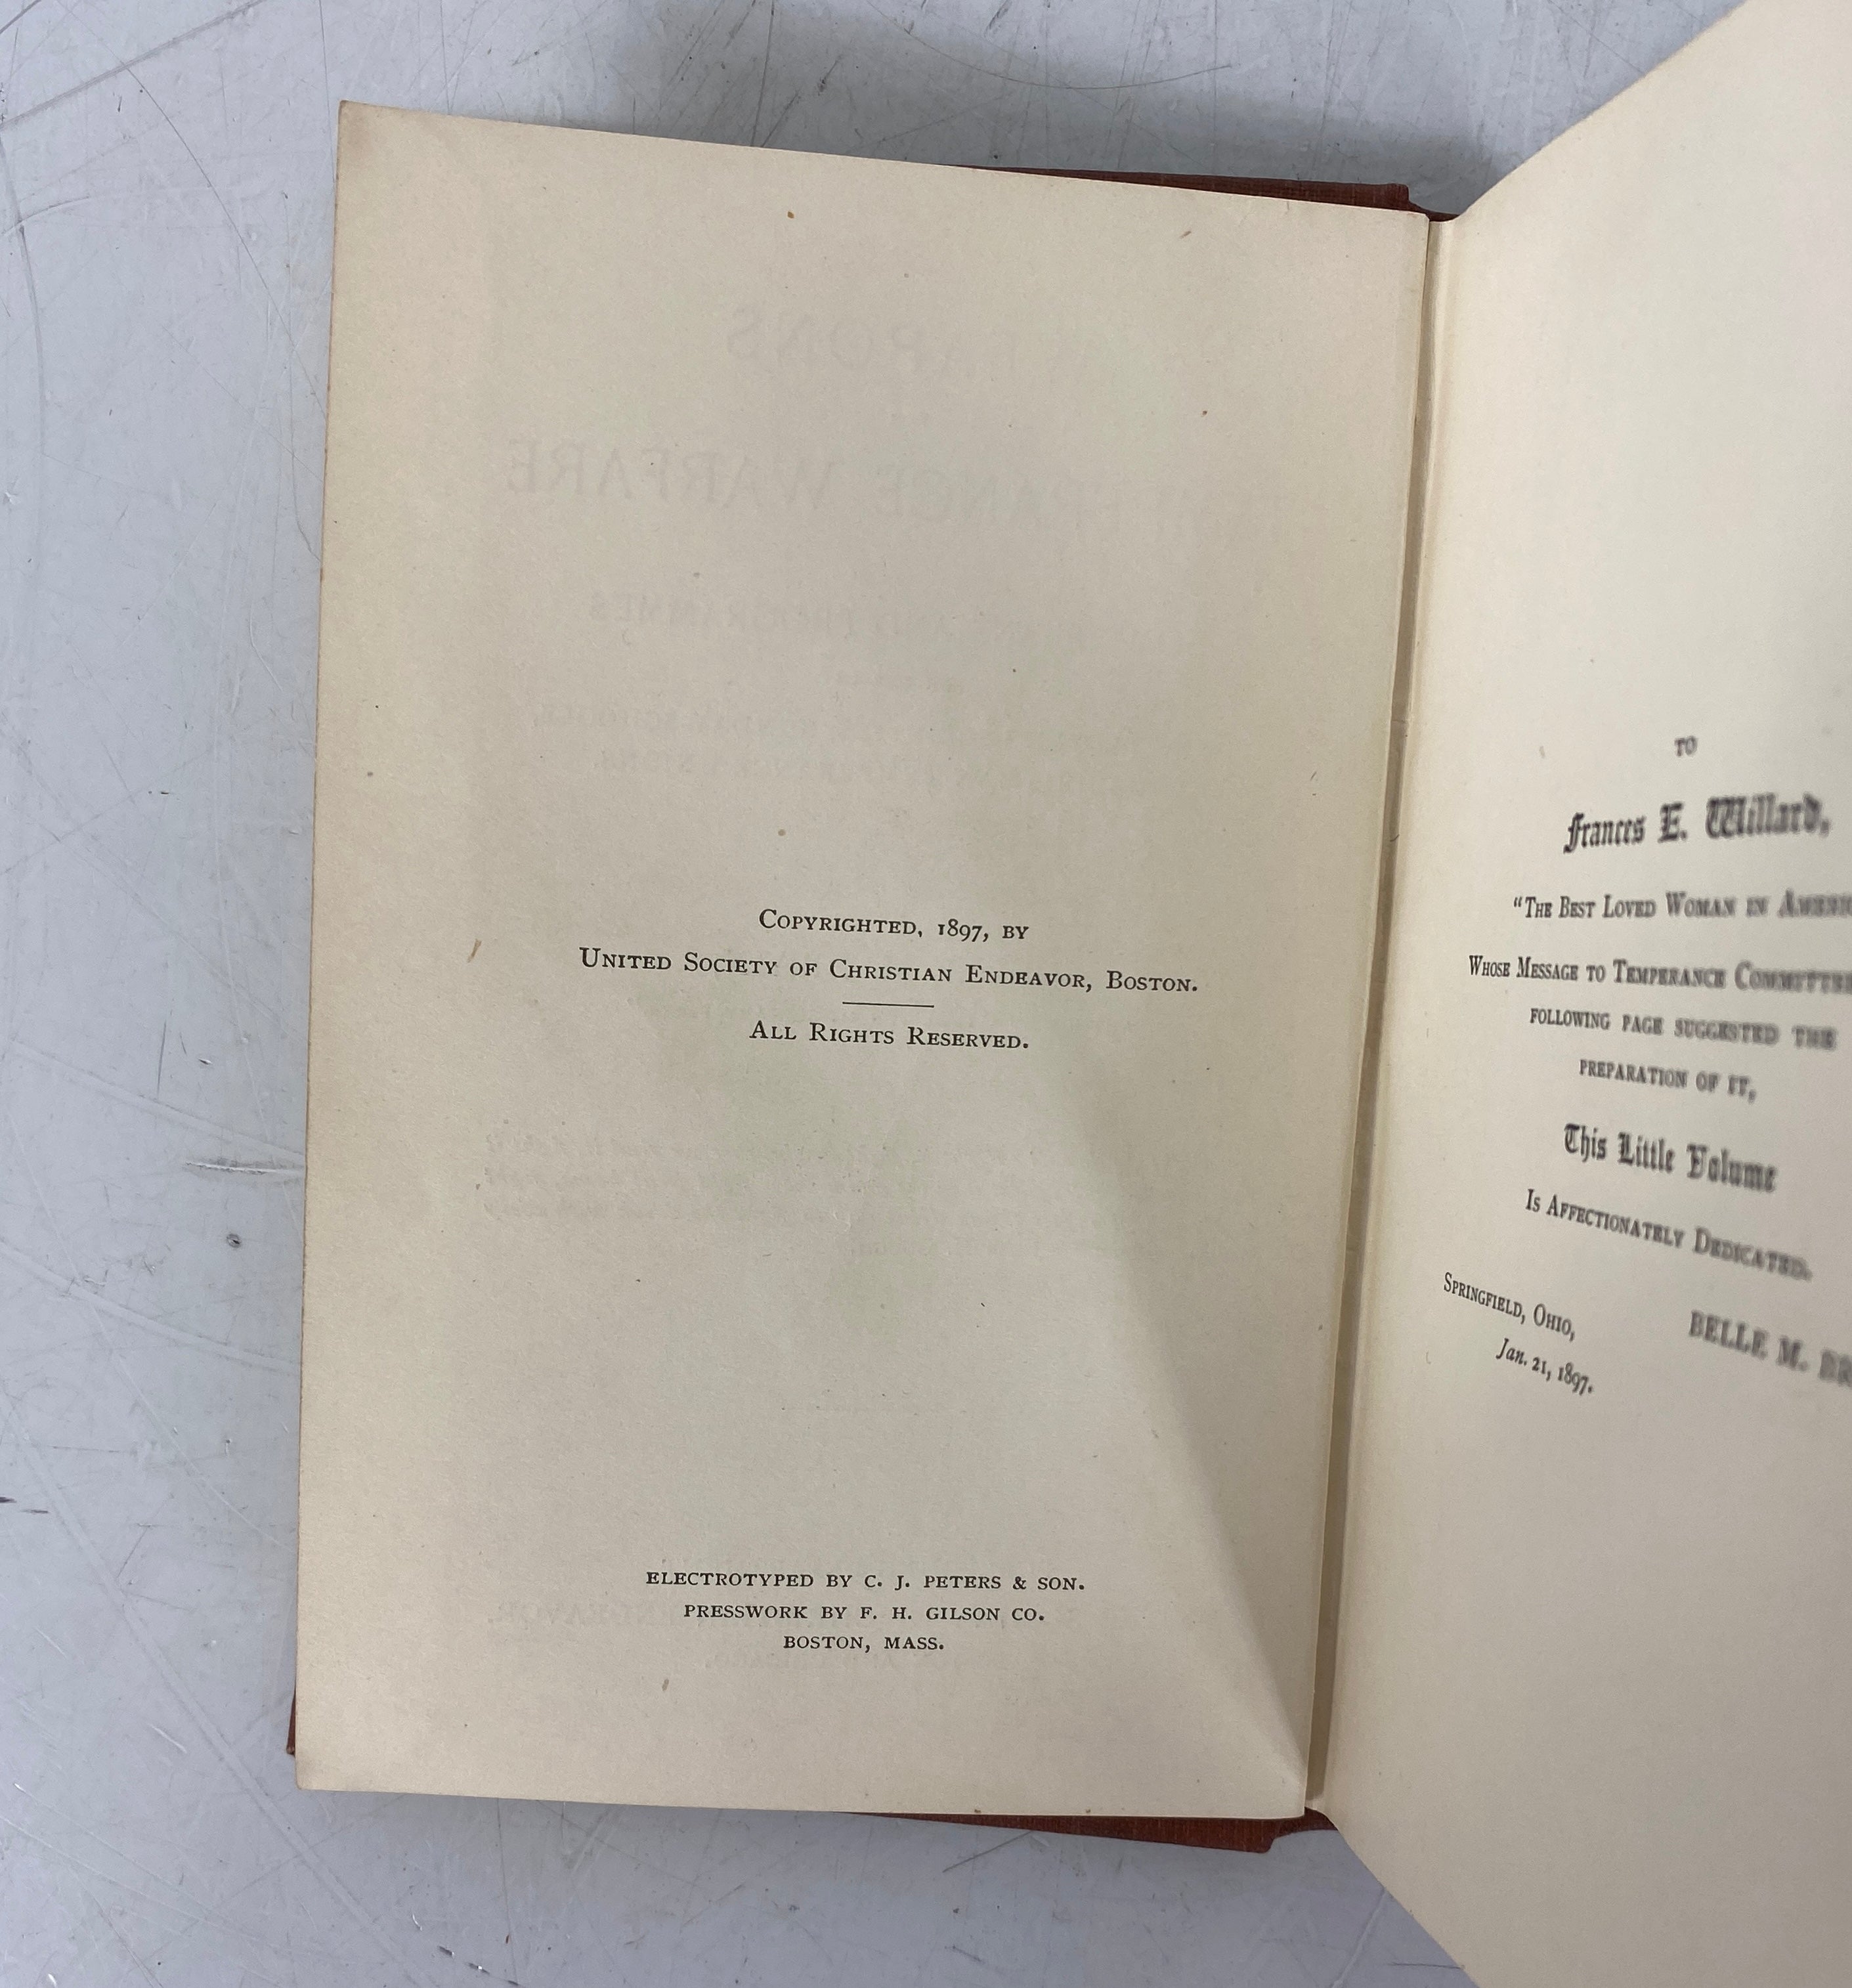 Copyrighted, 1897, by
United Society of Christian Endeavor, Boston.
All Rights Reserved.
ELECTROTYPED BY C. J. PETERS & SON.
PRESSWORK BY F. H. GILSON CO.
BOSTON, MASS.
TO
Frances E. Willard,
"The Best Loved Woman in
Whose Message to Temperance
following page suggested the
preparation of it,
This Little Volume
Is Affectionately Dedicated.
Springfield, Ohio,
Jan. 21, 1897.
BELLE M.